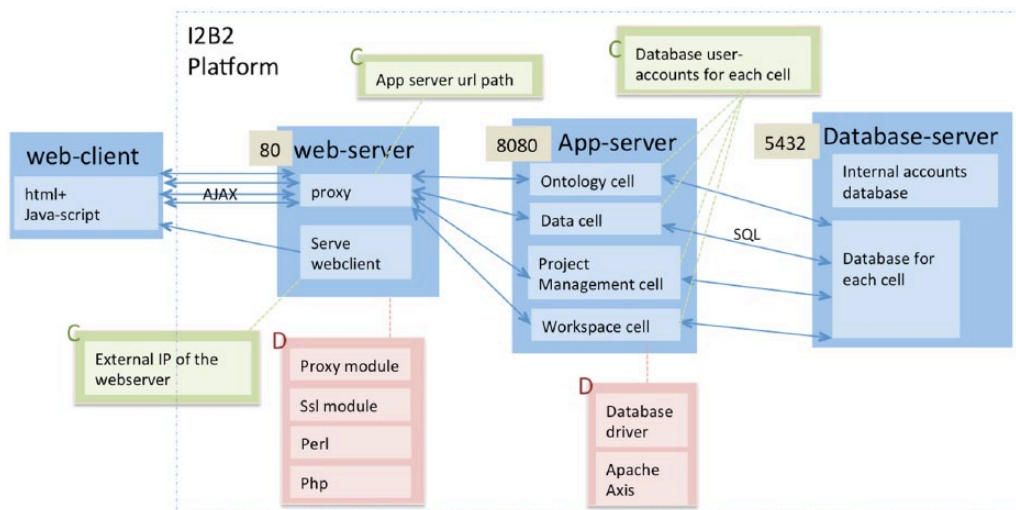 I2B2
Platform
C
App server url path
C
Database user-
accounts for each cell
web-client
html+
Java-script
AJAX
80
web-server
proxy
Serve
webclient
8080
App-server
Ontology cell
Data cell
Project
Management cell
Workspace cell
SQL
5432
Database-server
Internal accounts
database
Database for
each cell
C
External IP of the
webserver
D
Proxy module
Ssl module
Perl
Php
D
Database
driver
Apache
Axis